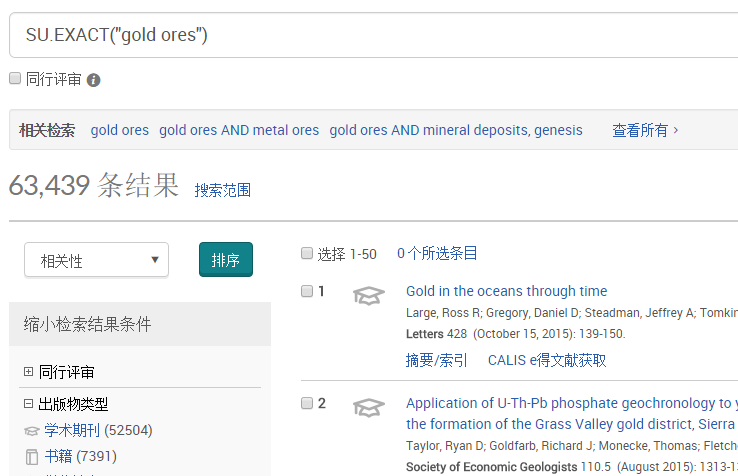 SU.EXACT("gold ores")
同行评审
相关检索 gold ores gold ores AND metal ores gold ores AND mineral deposits, genesis 查看所有 ›
63,439 条结果 搜索范围
相关性 ▼ 排序
选择 1-50 0 个所选条目
1 Gold in the oceans through time
Large, Ross R; Gregory, Daniel D; Steadman, Jeffrey A; Tomkin
Letters 428 (October 15, 2015): 139-150.
摘要/索引 CALIS e得文献获取
缩小检索结果条件
同行评审
出版物类型
学术期刊 (52504)
书籍 (7391)
2 Application of U-Th-Pb phosphate geochronology to y
the formation of the Grass Valley gold district, Sierra
Taylor, Ryan D; Goldfarb, Richard J; Monecke, Thomas; Fletch
Society of Economic Geologists 110.5 (August 2015): 1313-1